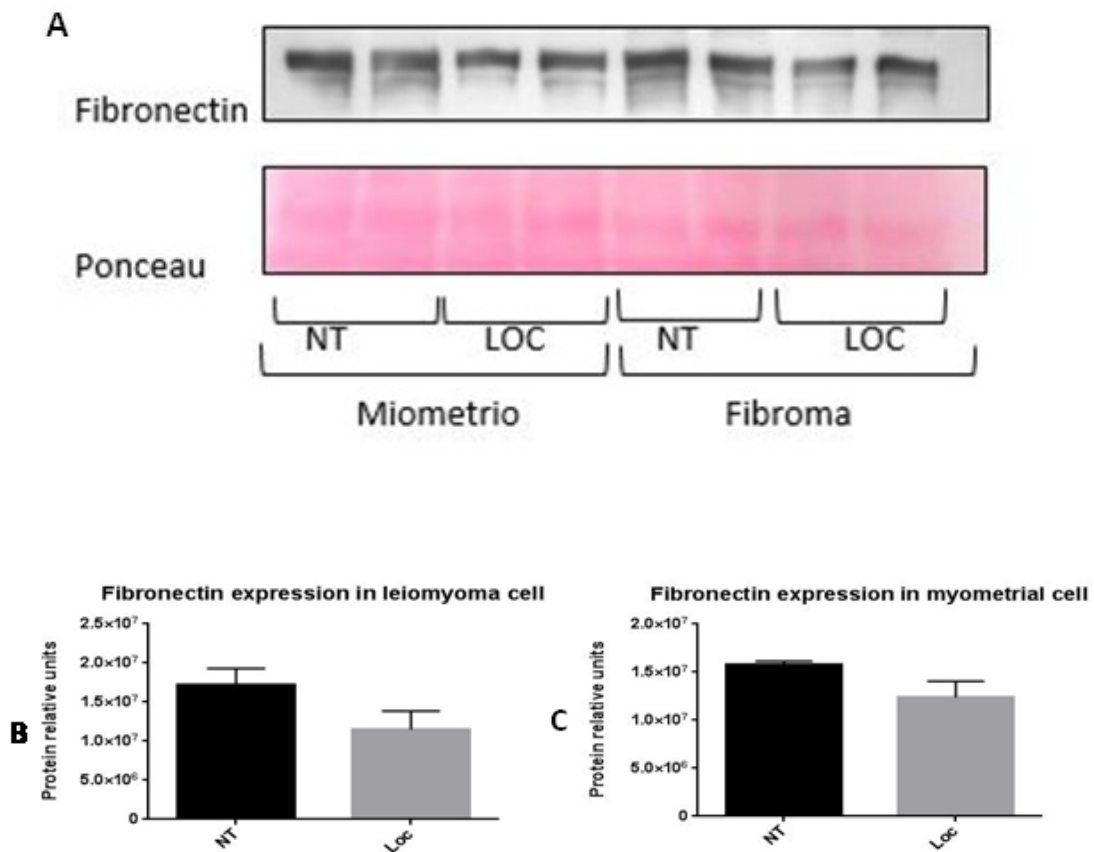 A
Fibronectin
Ponceau
NT LOC NT LOC
Miometrio Fibroma
Fibronectin expression in leiomyoma cell
2.5×10⁷
2.0×10⁷
1.5×10⁷
1.0×10⁷
5.0×10⁶
0
Protein relative units
NT Loc
B
Fibronectin expression in myometrial cell
2.0×10⁷
1.5×10⁷
1.0×10⁷
5.0×10⁶
0
Protein relative units
NT Loc
C